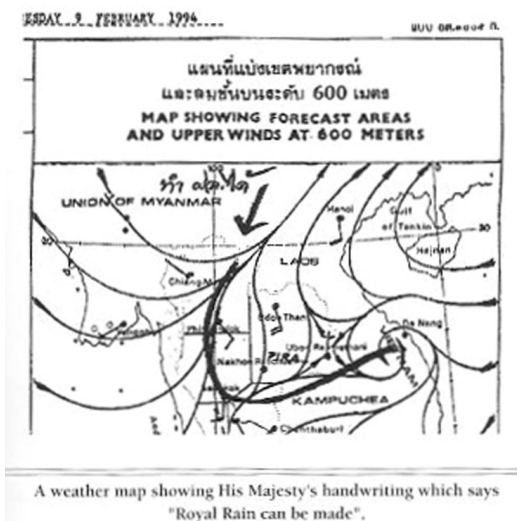 ESDAY 9 FEBRUARY 1994
แผนที่แบ่งเขตพยากรณ์
และลมชั้นบนระดับ 600 เมตร
MAP SHOWING FORECAST AREAS
AND UPPER WINDS AT 600 METERS
100
UNION OF MYANMAR
Hanoi
Gulf
of Tonkin
20
20
LAOS
Hainan
Chiang
Udon Thani
Da Nang
Ubon
Nakhon
KAMPUCHEA
Chanthaburi
A weather map showing His Majesty's handwriting which says
"Royal Rain can be made".